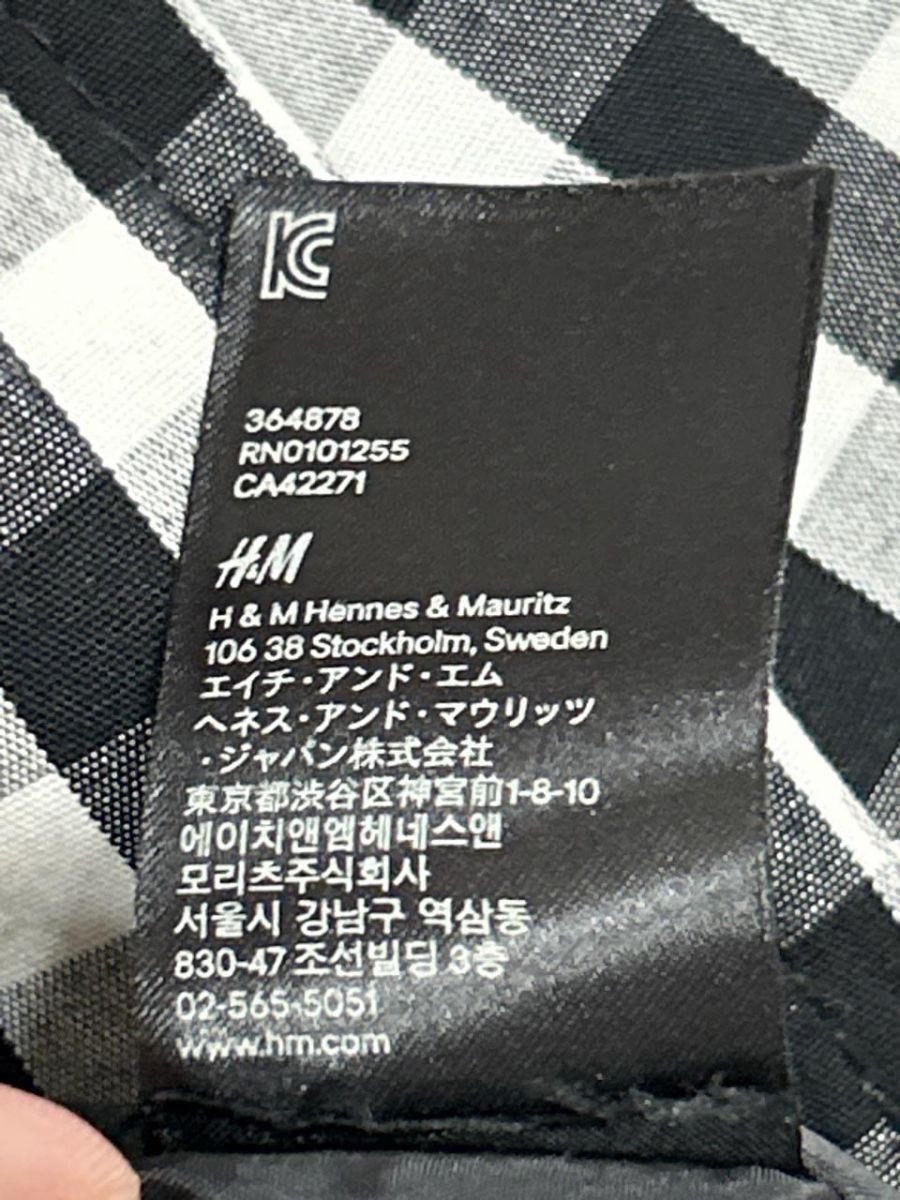 KC
364878
RN0101255
CA42271
H&M
H & M Hennes & Mauritz
106 38 Stockholm, Sweden
エイチ・アンド・エム
ヘネス・アンド・マウリッツ
・ジャパン株式会社
東京都渋谷区神宮前1-8-10
에이치앤엠헤네스앤
모리츠주식회사
서울시 강남구 역삼동
830-47 조선빌딩 3층
02-565-5051
www.hm.com